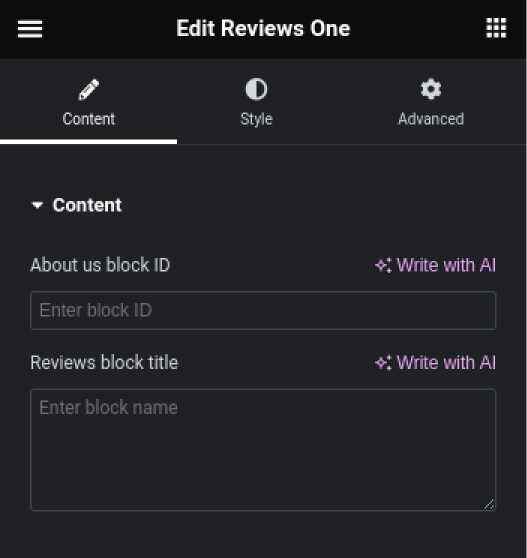 Edit Reviews One
Content
Style
Advanced
Content
About us block ID
Write with AI
Enter block ID
Reviews block title
Write with AI
Enter block name